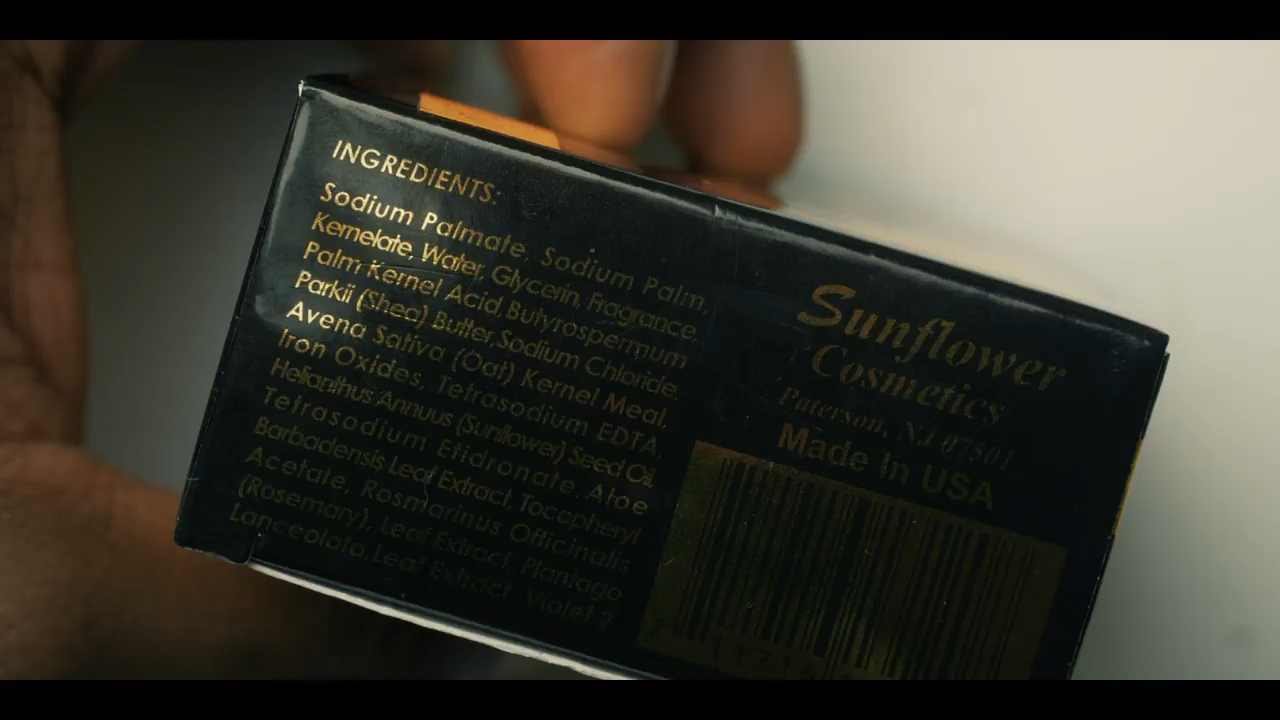 INGREDIENTS:
Sodium Palmate, Sodium Palm,
Kernelate, Water, Glycerin, Fragrance,
Palm Kernel Acid, Butyrospermum
Parkii (Shea) Butter, Sodium Chloride,
Avena Sativa (Oat) Kernel Meal,
Iron Oxides, Tetrasodium EDTA,
Helianthus Annuus (Sunflower) Seed Oil,
Tetrasodium Etidronate, Aloe
Barbadensis Leaf Extract, Tocopheryl
Acetate, Rosmarinus Officinalis
(Rosemary), Leaf Extract, Plantago
Lanceolata Leaf Extract Violet 2
Sunflower
Cosmetics
Paterson, NJ 07501
Made In USA